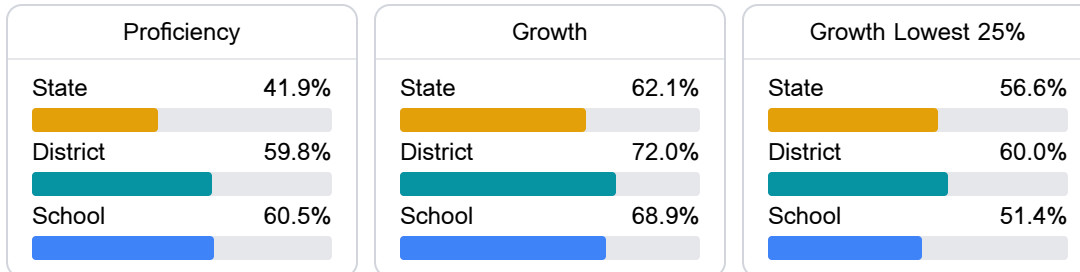 Proficiency
State 41.9%
District 59.8%
School 60.5%
Growth
State 62.1%
District 72.0%
School 68.9%
Growth Lowest 25%
State 56.6%
District 60.0%
School 51.4%